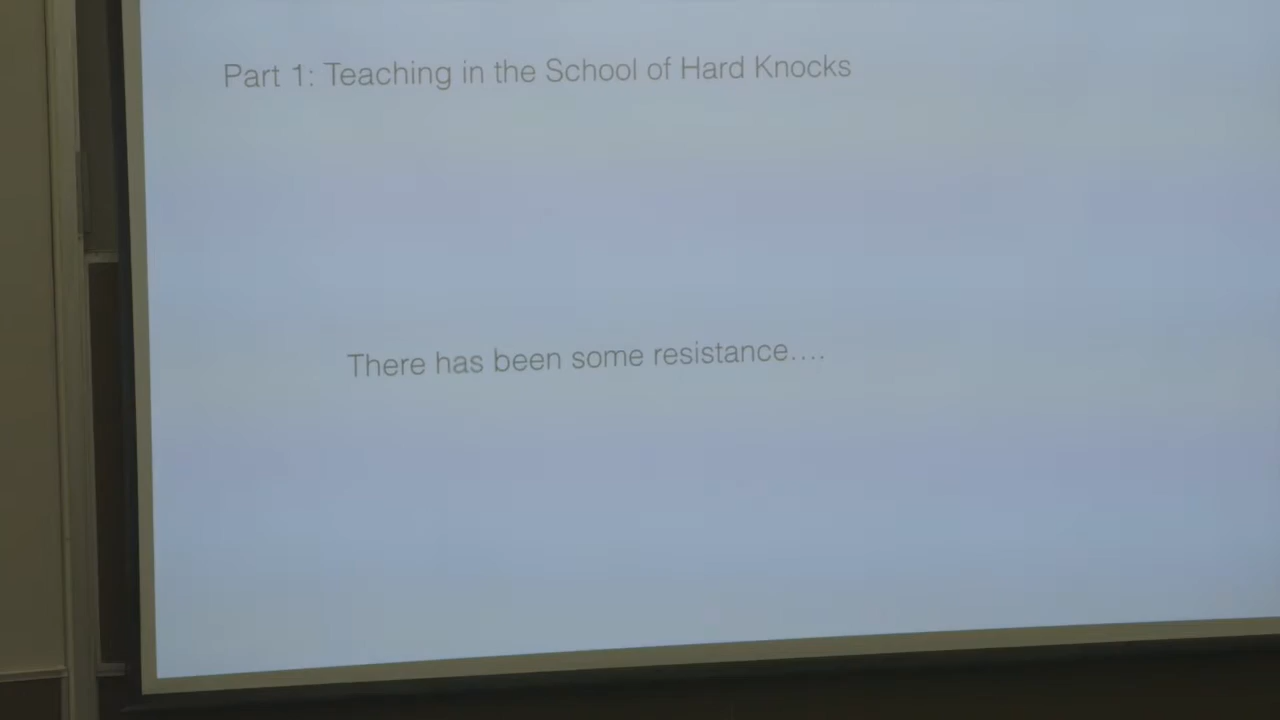 Part 1: Teaching in the School of Hard Knocks
There has been some resistance....